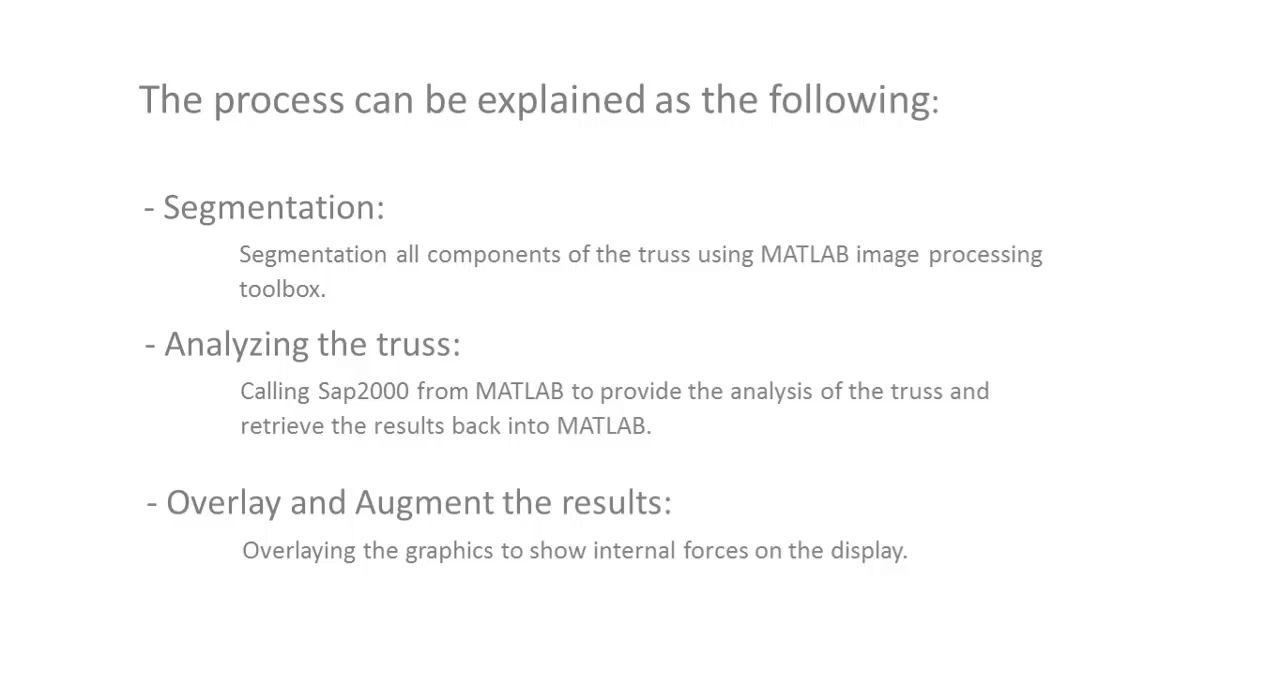 The process can be explained as the following:
- Segmentation:
Segmentation all components of the truss using MATLAB image processing
toolbox.
- Analyzing the truss:
Calling Sap2000 from MATLAB to provide the analysis of the truss and
retrieve the results back into MATLAB.
- Overlay and Augment the results:
Overlaying the graphics to show internal forces on the display.